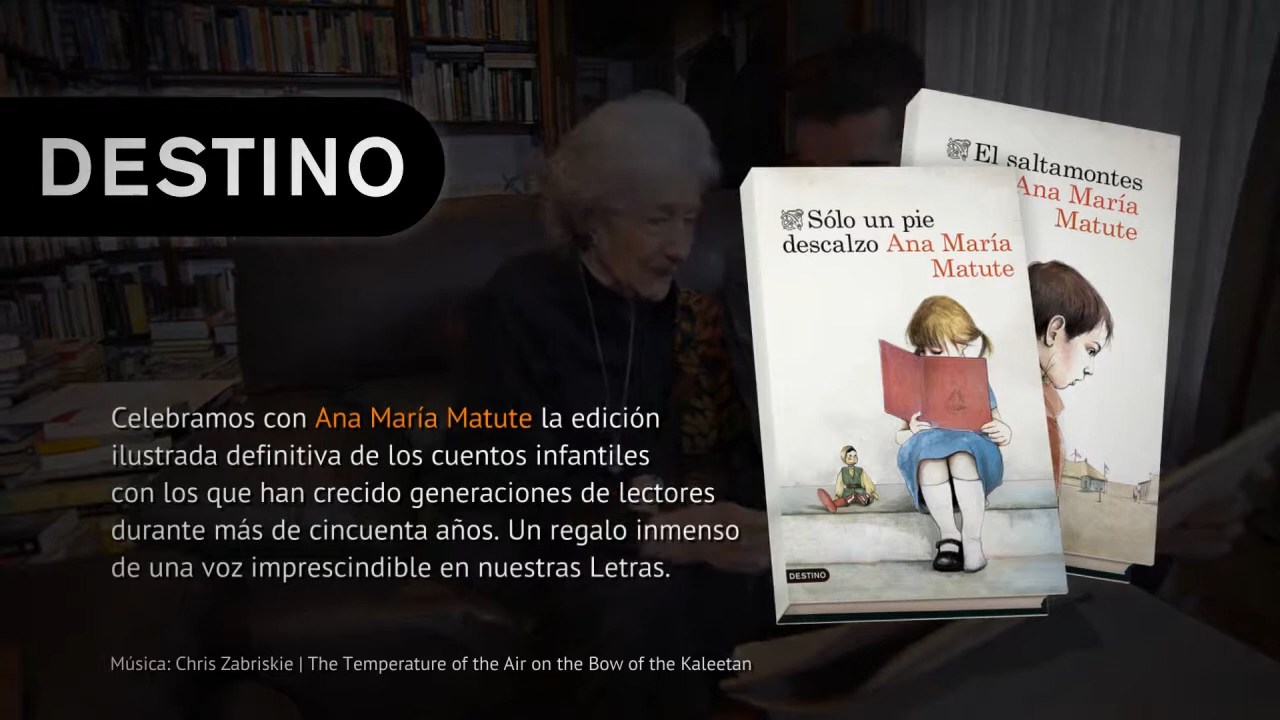 DESTINO
El saltamontes
Ana María
Matute
Sólo un pie
descalzo Ana María
Matute
DESTINO
Celebramos con Ana María Matute la edición
ilustrada definitiva de los cuentos infantiles
con los que han crecido generaciones de lectores
durante más de cincuenta años. Un regalo inmenso
de una voz imprescindible en nuestras Letras.
Música: Chris Zabriskie | The Temperature of the Air on the Bow of the Kaleetan